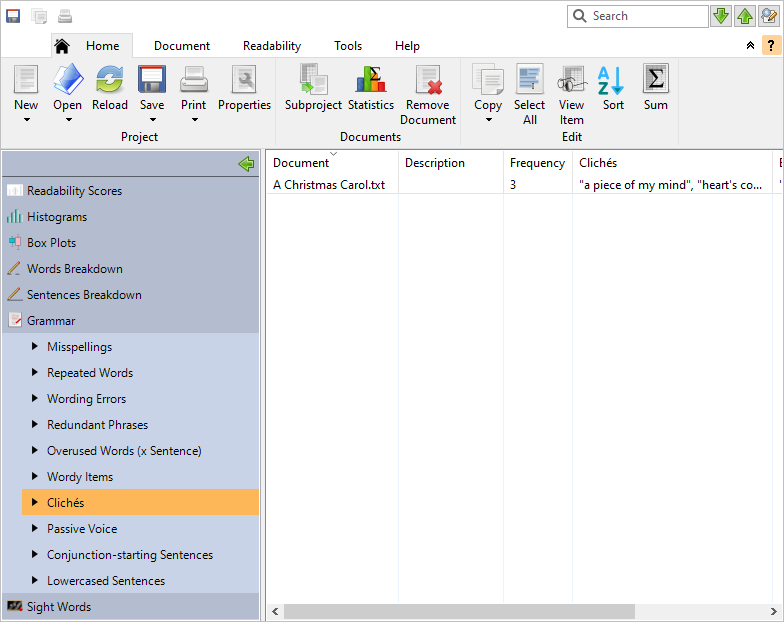 Search
Home Document Readability Tools Help
?
New Open Reload Save Print Properties Subproject Statistics Remove Document Copy Select All View Item Sort Sum
Project Documents Edit
Document Description Frequency Clichés
A Christmas Carol.txt 3 "a piece of my mind", "heart's co...
Readability Scores
Histograms
Box Plots
Words Breakdown
Sentences Breakdown
Grammar
Misspellings
Repeated Words
Wording Errors
Redundant Phrases
Overused Words (x Sentence)
Wordy Items
Clichés
Passive Voice
Conjunction-starting Sentences
Lowercased Sentences
Sight Words